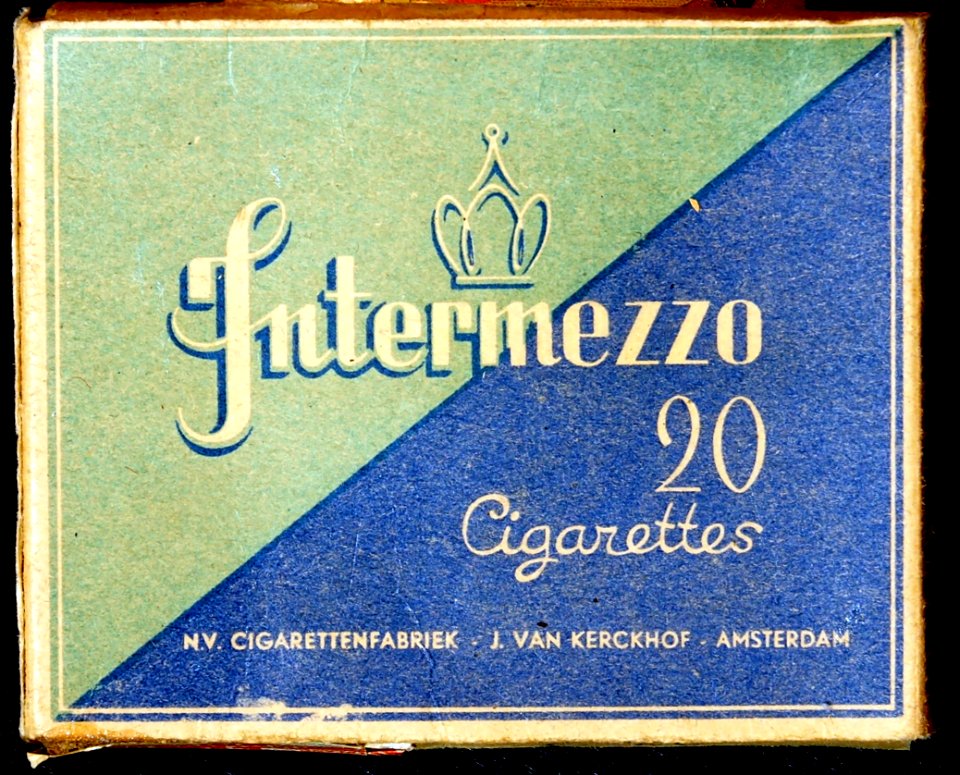 Intermezzo
20
Cigarettes
N.V. CIGARETTENFABRIEK - J. VAN KERCKHOF - AMSTERDAM